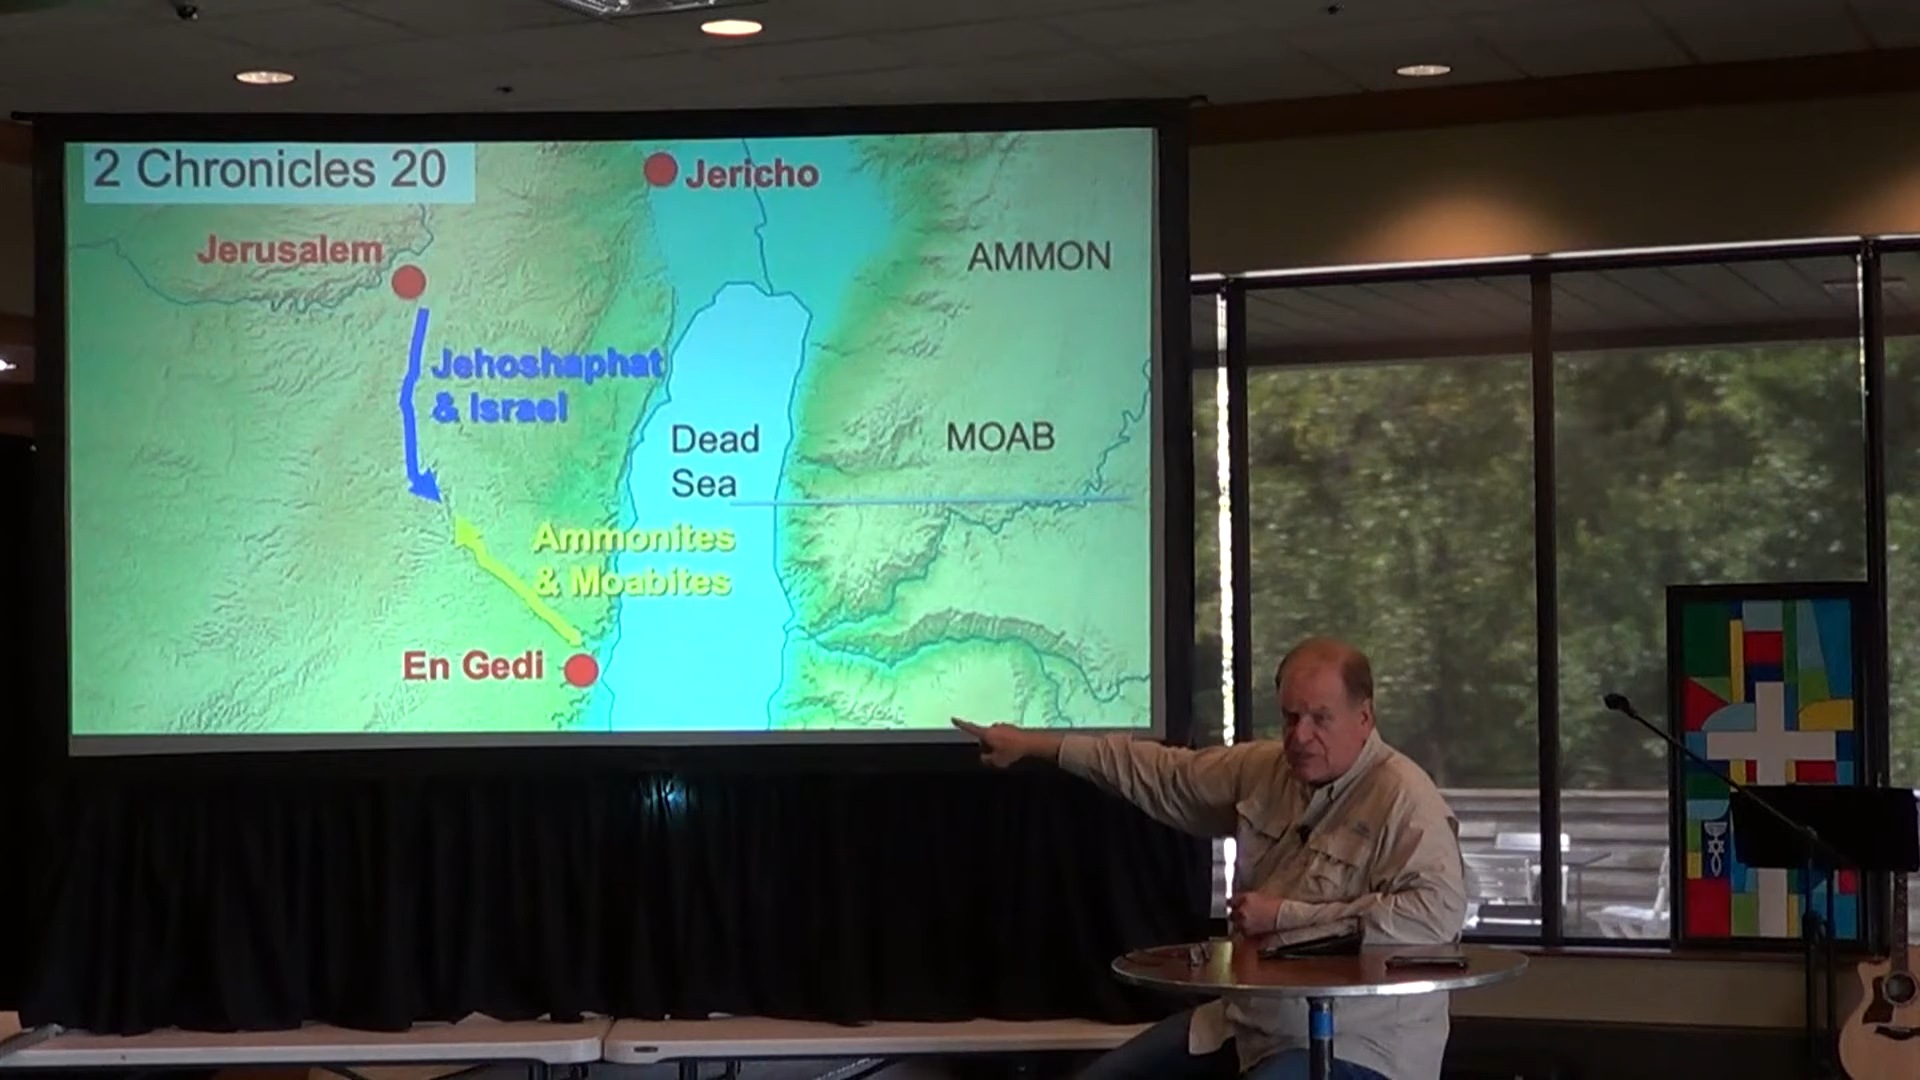 2 Chronicles 20
Jericho
Jerusalem
AMMON
Jehoshaphat
& Israel
Dead
Sea
MOAB
Ammonites
& Moabites
En Gedi